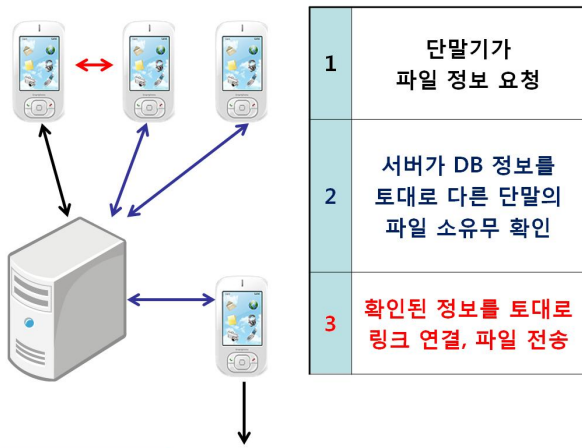 1
단말기가
파일 정보 요청
2
서버가 DB 정보를
토대로 다른 단말의
파일 소유무 확인
3
확인된 정보를 토대로
링크 연결, 파일 전송